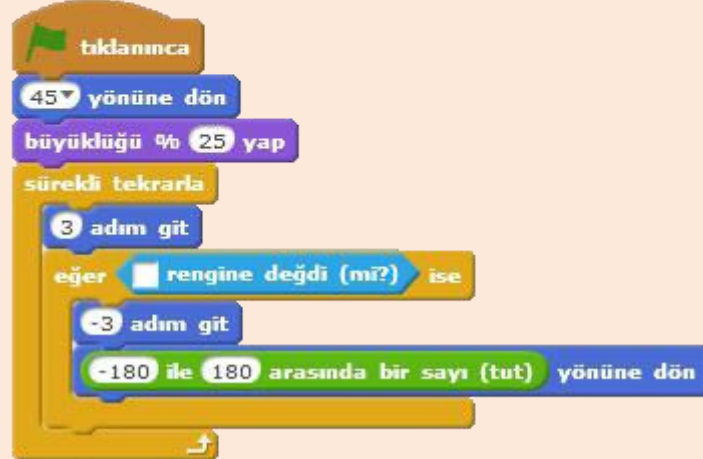 tıklanınca
45 yönüne dön
büyüklüğü % 25 yap
sürekli tekrarla
3 adım git
eğer rengine değdi (mi?) ise
-3 adım git
-180 ile 180 arasında bir sayı (tut) yönüne dön